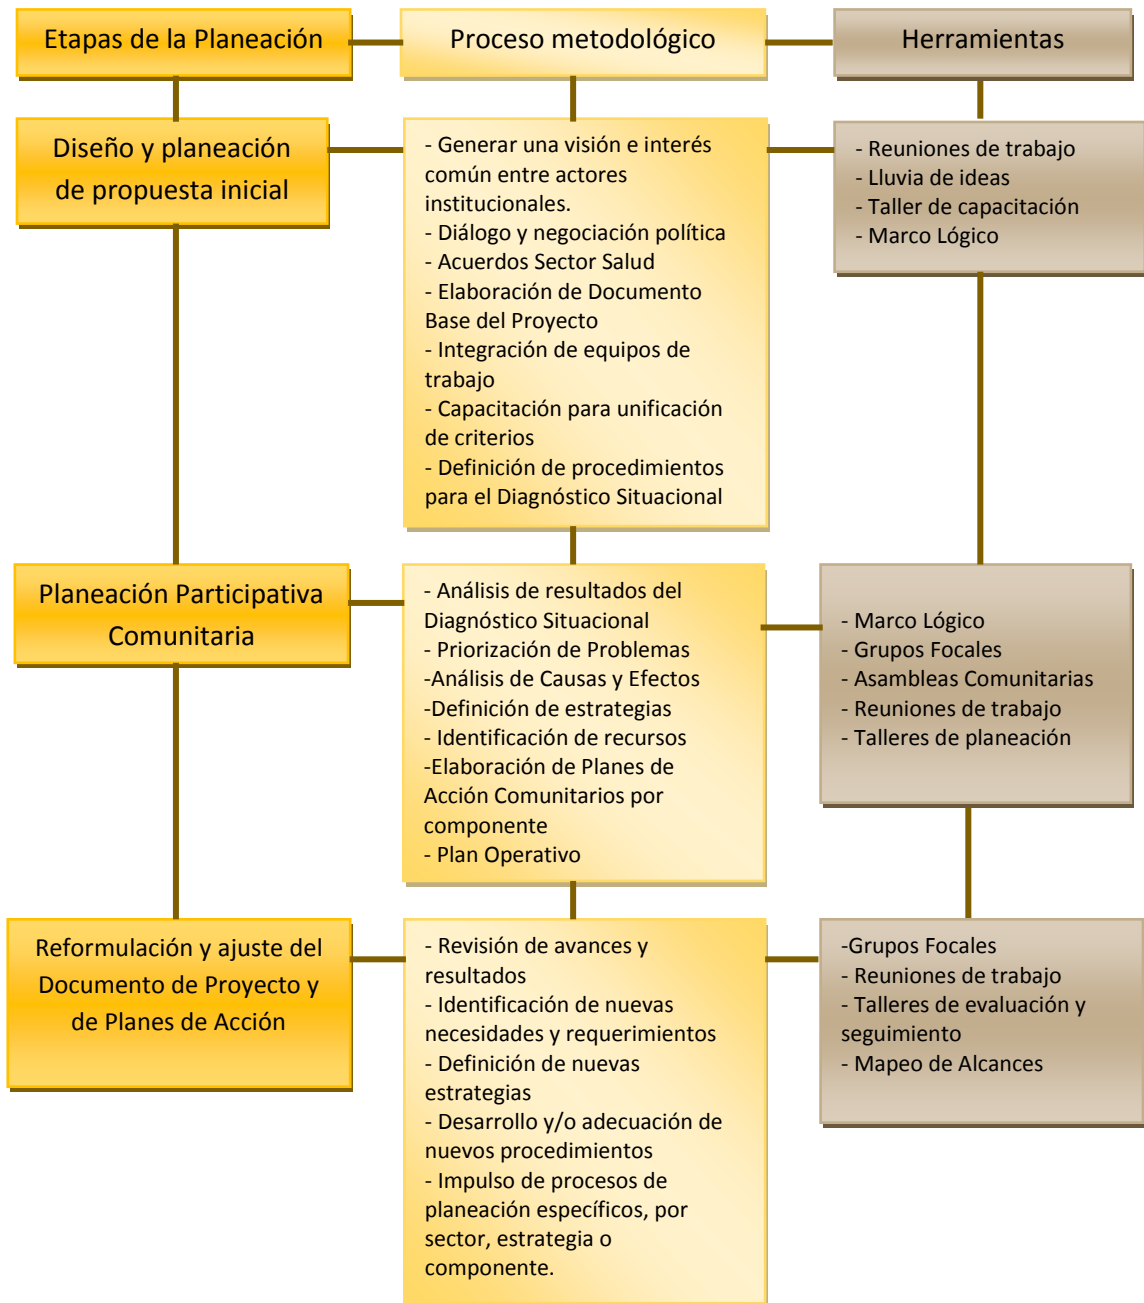 Etapas de la Planeación
Proceso metodológico
Herramientas
Diseño y planeación
de propuesta inicial
- Generar una visión e interés
común entre actores
institucionales.
- Diálogo y negociación política
- Acuerdos Sector Salud
- Elaboración de Documento
Base del Proyecto
- Integración de equipos de
trabajo
- Capacitación para unificación
de criterios
- Definición de procedimientos
para el Diagnóstico Situacional
- Reuniones de trabajo
- Lluvia de ideas
- Taller de capacitación
- Marco Lógico
Planeación Participativa
Comunitaria
- Análisis de resultados del
Diagnóstico Situacional
- Priorización de Problemas
-Análisis de Causas y Efectos
-Definición de estrategias
- Identificación de recursos
-Elaboración de Planes de
Acción Comunitarios por
componente
- Plan Operativo
- Marco Lógico
- Grupos Focales
- Asambleas Comunitarias
- Reuniones de trabajo
- Talleres de planeación
Reformulación y ajuste del
Documento de Proyecto y
de Planes de Acción
- Revisión de avances y
resultados
- Identificación de nuevas
necesidades y requerimientos
- Definición de nuevas
estrategias
- Desarrollo y/o adecuación de
nuevos procedimientos
- Impulso de procesos de
planeación específicos, por
sector, estrategia o
componente.
-Grupos Focales
- Reuniones de trabajo
- Talleres de evaluación y
seguimiento
- Mapeo de Alcances